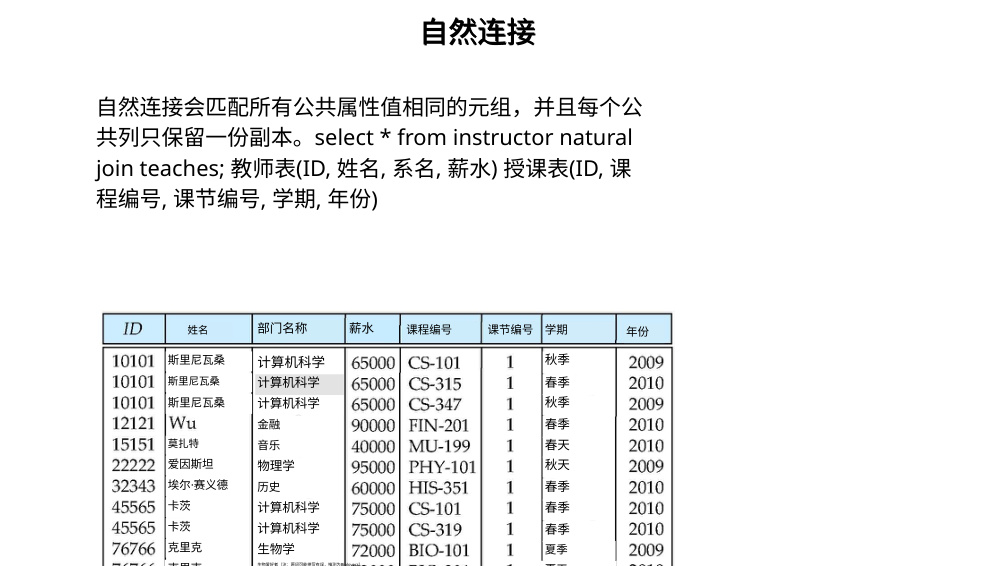 自然连接
自然连接会匹配所有公共属性值相同的元组，并且每个公
共列只保留一份副本。select * from instructor natural
join teaches; 教师表(ID, 姓名, 系名, 薪水) 授课表(ID, 课
程编号, 课节编号, 学期, 年份)
ID 姓名 部门名称 薪水 课程编号 课节编号 学期 年份
10101 斯里尼瓦桑 计算机科学 65000 CS-101 1 秋季 2009
10101 斯里尼瓦桑 计算机科学 65000 CS-315 1 春季 2010
10101 斯里尼瓦桑 计算机科学 65000 CS-347 1 秋季 2009
12121 Wu 金融 90000 FIN-201 1 春季 2010
15151 莫扎特 音乐 40000 MU-199 1 春天 2010
22222 爱因斯坦 物理学 95000 PHY-101 1 秋天 2009
32343 埃尔·赛义德 历史 60000 HIS-351 1 春季 2010
45565 卡茨 计算机科学 75000 CS-101 1 春季 2010
45565 卡茨 计算机科学 75000 CS-319 1 春季 2010
76766 克里克 生物学 72000 BIO-101 1 夏季 2009